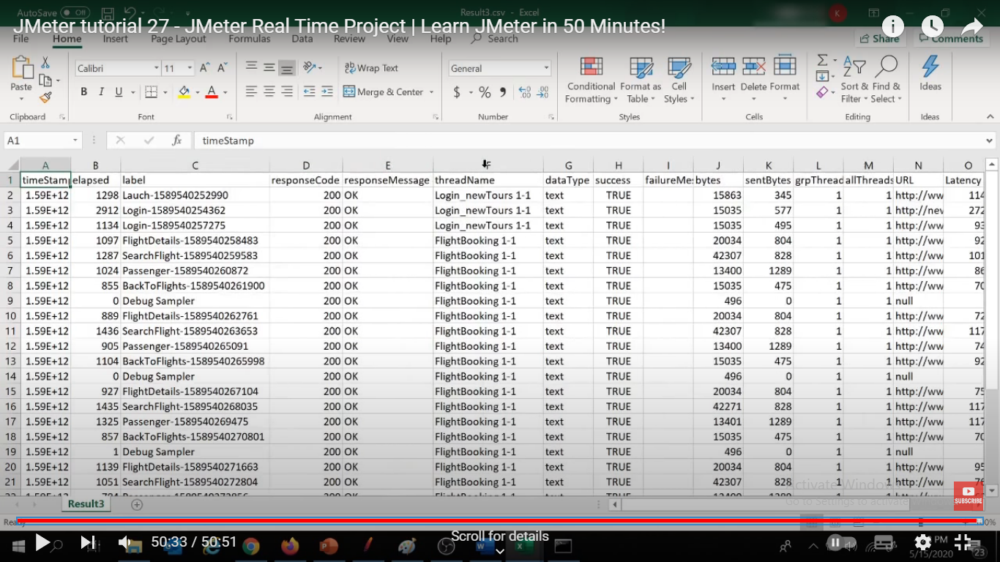 AutoSave Off Result3.csv - Excel K
JMeter tutorial 27 - JMeter Real Time Project | Learn JMeter in 50 Minutes!
File Home Insert Page Layout Formulas Data Review View Help Search Share Comments
Calibri 11 A A Wrap Text General
Paste B I U A Merge & Center $ % Conditional Format as Cell Insert Delete Format Sort & Find & Ideas
Formatting Table Styles Filter Select
Clipboard Font Alignment Number Styles Cells Editing Ideas
A1 fx timeStamp
A B C D E F G H I J K L M N O
1 timeStamp elapsed label responseCode responseMessage threadName dataType success failureMes bytes sentBytes grpThread allThreads URL Latency
2 1.59E+12 1298 Lauch-1589540252990 200 OK Login_newTours 1-1 text TRUE 15863 345 1 1 http://ww 114
3 1.59E+12 2912 Login-1589540254362 200 OK Login_newTours 1-1 text TRUE 15035 577 1 1 http://nev 272
4 1.59E+12 1134 Login-1589540257275 200 OK Login_newTours 1-1 text TRUE 15035 495 1 1 http://ww 93
5 1.59E+12 1097 FlightDetails-1589540258483 200 OK FlightBooking 1-1 text TRUE 20034 804 1 1 http://ww 92
6 1.59E+12 1287 SearchFlight-1589540259583 200 OK FlightBooking 1-1 text TRUE 42307 828 1 1 http://ww 101
7 1.59E+12 1024 Passenger-1589540260872 200 OK FlightBooking 1-1 text TRUE 13400 1289 1 1 http://ww 86
8 1.59E+12 855 BackToFlights-1589540261900 200 OK FlightBooking 1-1 text TRUE 15035 475 1 1 http://ww 70
9 1.59E+12 0 Debug Sampler 200 OK FlightBooking 1-1 text TRUE 496 0 1 1 null
10 1.59E+12 889 FlightDetails-1589540262761 200 OK FlightBooking 1-1 text TRUE 20034 804 1 1 http://ww 72
11 1.59E+12 1436 SearchFlight-1589540263653 200 OK FlightBooking 1-1 text TRUE 42307 828 1 1 http://ww 117
12 1.59E+12 905 Passenger-1589540265091 200 OK FlightBooking 1-1 text TRUE 13400 1289 1 1 http://ww 74
13 1.59E+12 1104 BackToFlights-1589540265998 200 OK FlightBooking 1-1 text TRUE 15035 475 1 1 http://ww 92
14 1.59E+12 0 Debug Sampler 200 OK FlightBooking 1-1 text TRUE 496 0 1 1 null
15 1.59E+12 927 FlightDetails-1589540267104 200 OK FlightBooking 1-1 text TRUE 20034 804 1 1 http://ww 75
16 1.59E+12 1435 SearchFlight-1589540268035 200 OK FlightBooking 1-1 text TRUE 42271 828 1 1 http://ww 117
17 1.59E+12 1325 Passenger-1589540269475 200 OK FlightBooking 1-1 text TRUE 13401 1289 1 1 http://ww 117
18 1.59E+12 857 BackToFlights-1589540270801 200 OK FlightBooking 1-1 text TRUE 15035 475 1 1 http://ww 70
19 1.59E+12 1 Debug Sampler 200 OK FlightBooking 1-1 text TRUE 496 0 1 1 null
20 1.59E+12 1139 FlightDetails-1589540271663 200 OK FlightBooking 1-1 text TRUE 20034 804 1 1 http://ww 95
21 1.59E+12 1051 SearchFlight-1589540272804 200 OK FlightBooking 1-1 text TRUE 42307 828 1 1 http://ww 76
Activate Windows
Go to Settings to activate
SUBSCRIBE
Result3
50:33 / 50:51 Scroll for details
PM
5/15/2020 23